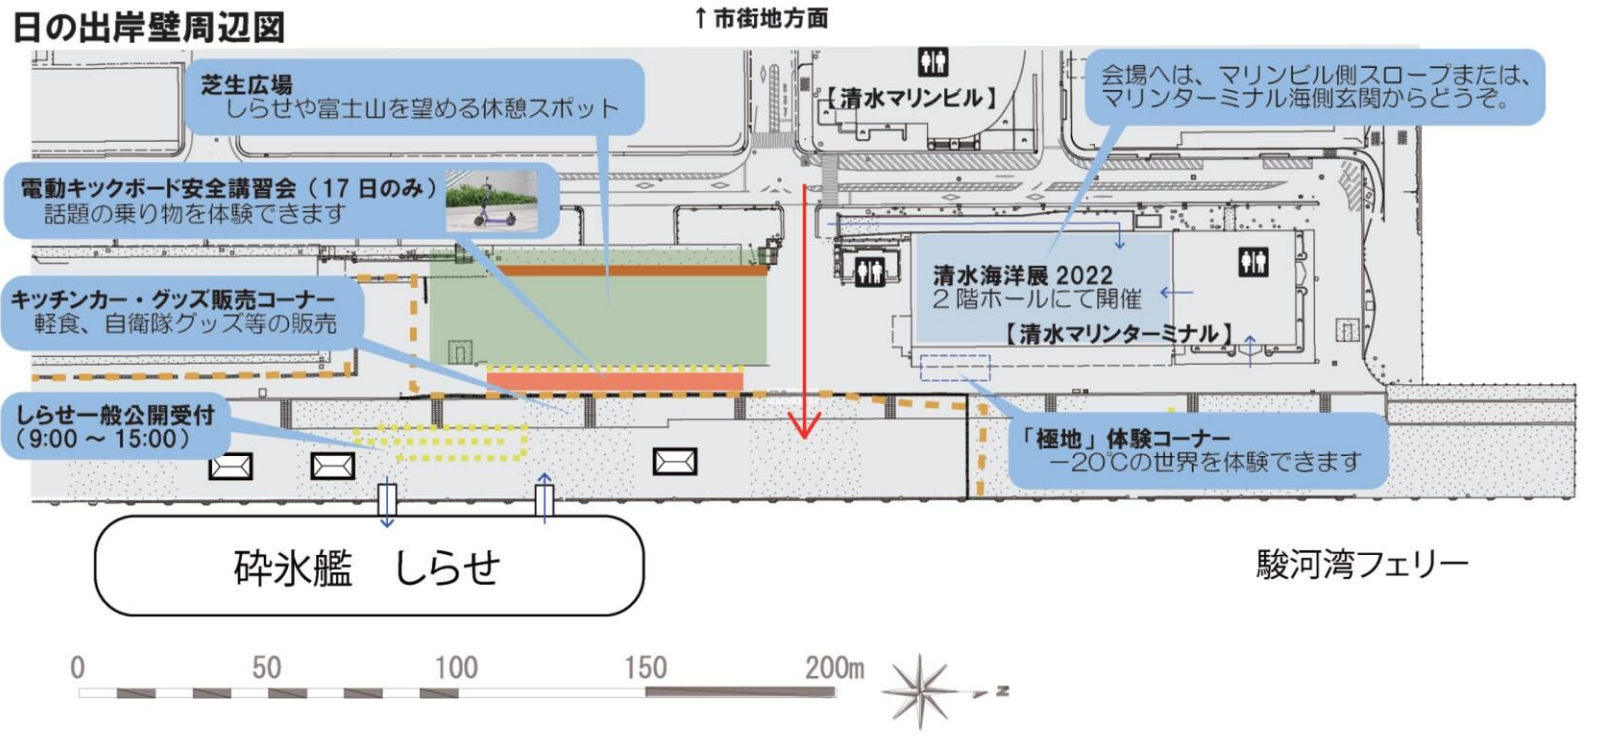 日の出岸壁周辺図
↑市街地方面
芝生広場
しらせや富士山を望める休憩スポット
【清水マリンビル】
会場へは、マリンビル側スロープまたは、
マリンターミナル海側玄関からどうぞ。
電動キックボード安全講習会（17日のみ）
話題の乗り物を体験できます
清水海洋展2022
2階ホールにて開催
【清水マリンターミナル】
キッチンカー・グッズ販売コーナー
軽食、自衛隊グッズ等の販売
しらせ一般公開受付
（9:00～15:00）
「極地」体験コーナー
－20℃の世界を体験できます
砕氷艦　しらせ
駿河湾フェリー
0 50 100 150 200m
N